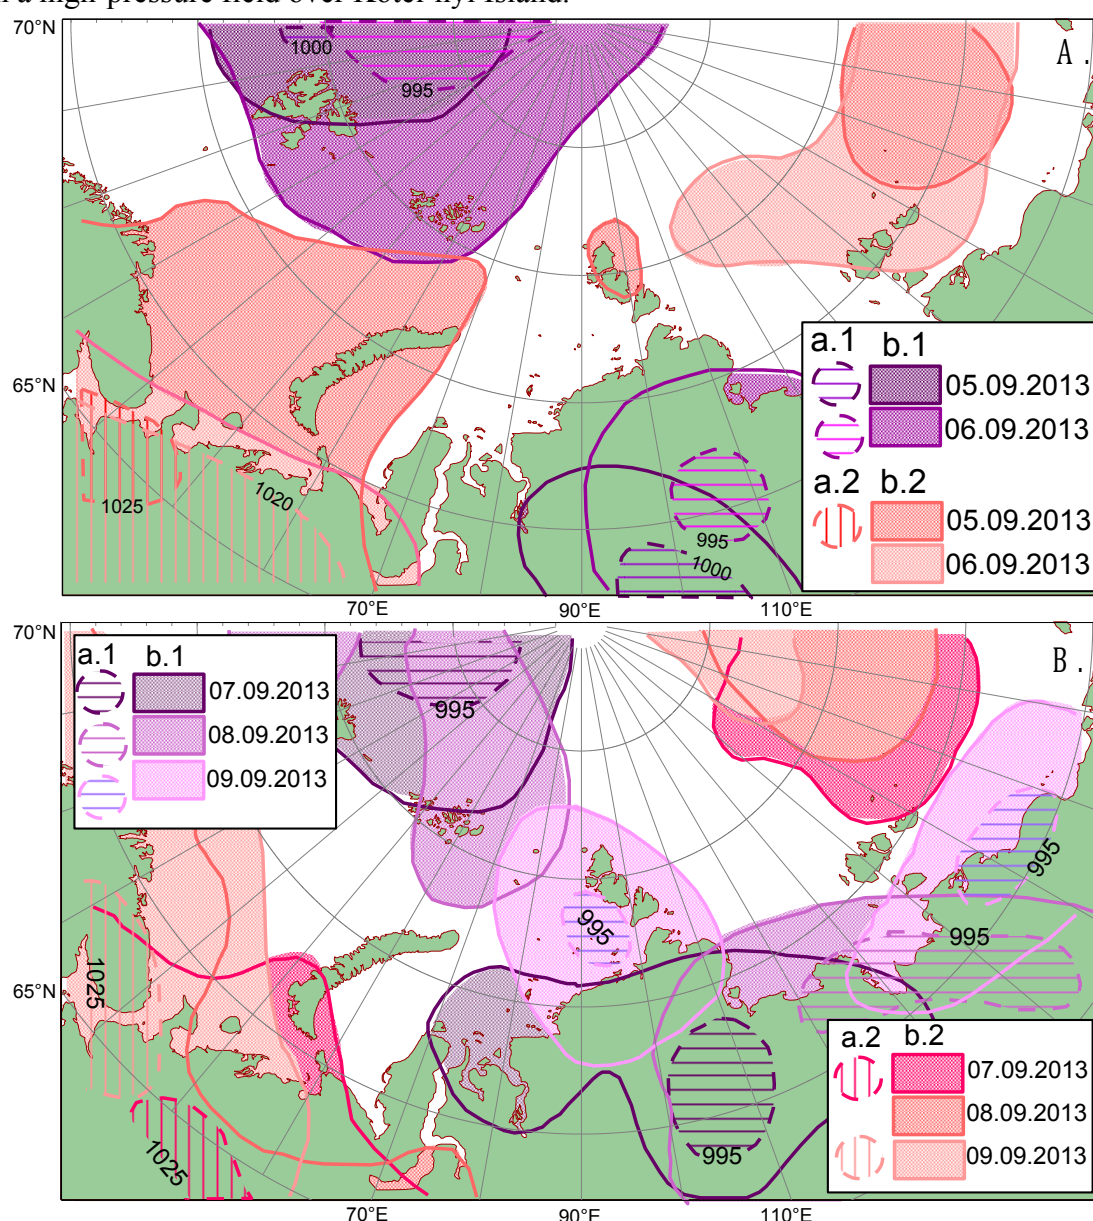 a high-pressure field over Kotel'nyi Island.
70°N
A.
1000
995
a.1 b.1
05.09.2013
06.09.2013
a.2 b.2
05.09.2013
06.09.2013
65°N
1025
1020
995
1000
70°E 90°E 110°E
70°N
B.
a.1 b.1
07.09.2013
08.09.2013
09.09.2013
995
995
995
995
1025
65°N
a.2 b.2
07.09.2013
08.09.2013
09.09.2013
1025
995
70°E 90°E 110°E